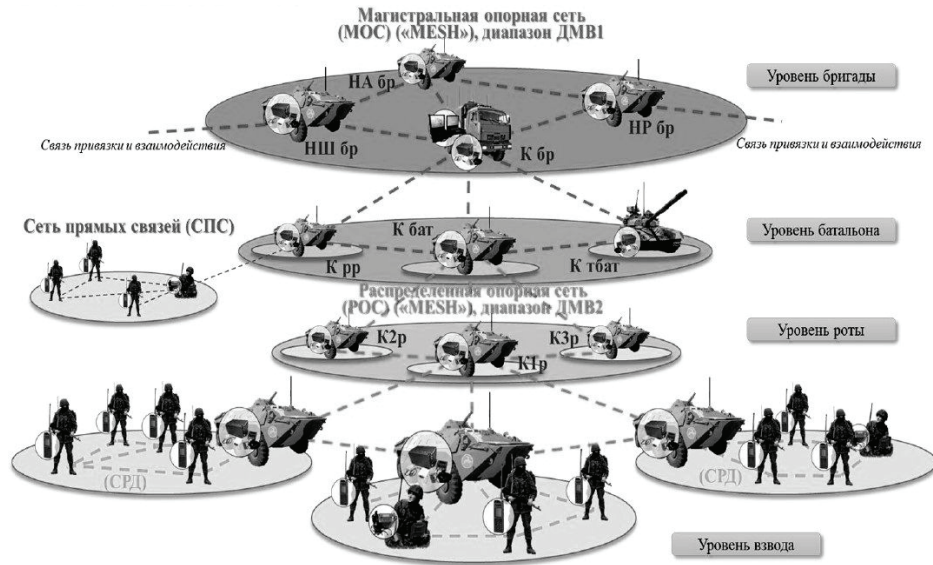 Магистральная опорная сеть
(МОС) («MESH»), диапазон ДМВ1
Уровень бригады
НА бр
НШ бр
К бр
НР бр
Связь привязки и взаимодействия
Связь привязки и взаимодействия
Сеть прямых связей (СПС)
К бат
К рр
К тбат
Уровень батальона
Распределенная опорная сеть
(РОС) («MESH»), диапазон ДМВ2
Уровень роты
К2р
К3р
К1р
(СРД)
(СРД)
Уровень взвода